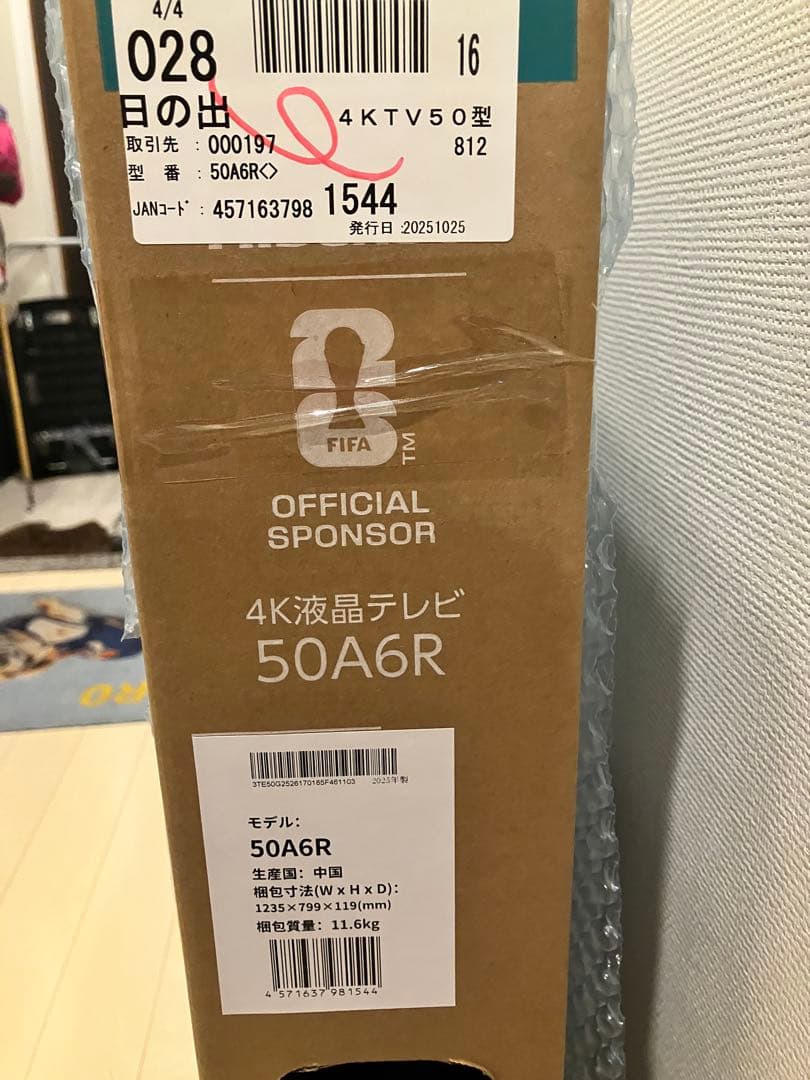 4/4
028
16
日の出
4KTV50型
取引先 : 000197
812
型 番 : 50A6R<>
JANコード : 457163798 1544
発行日 :20251025
FIFA
TM
OFFICIAL
SPONSOR
4K液晶テレビ
50A6R
3TE50G2526170185F461103 2025年製
モデル:
50A6R
生産国: 中国
梱包寸法(W x H x D):
1235×799×119(mm)
梱包質量: 11.6kg
4 571637 981544